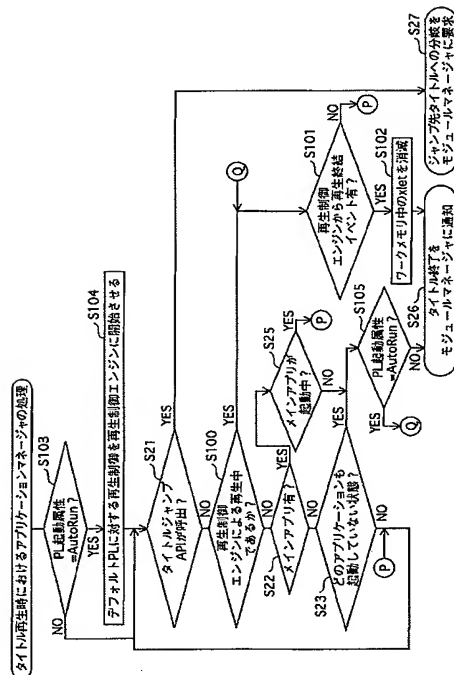 タイトル再生時におけるアプリケーションマネージャの処理
S103
PL起動属性
=AutoRun?
NO
YES
S104
デフォルトPLに対する再生制御を再生制御エンジンに開始させる
S21
タイトルジャンプ
APIが呼出?
YES
NO
S100
再生制御
エンジンによる再生中
であるか?
YES
NO
S22
メインアプリ有?
YES
NO
S25
メインアプリが
起動中?
YES
P
NO
S23
どのアプリケーションも
起動していない状態?
YES
NO
P
Q
S101
再生制御
エンジンから再生終結
イベント有?
NO
P
YES
S102
ワークメモリ中のxletを消滅
S105
PL起動属性
=AutoRun?
YES
Q
NO
S26
タイトル終了を
モジュールマネージャに通知
S27
ジャンプ先タイトルへの分岐を
モジュールマネージャに要求